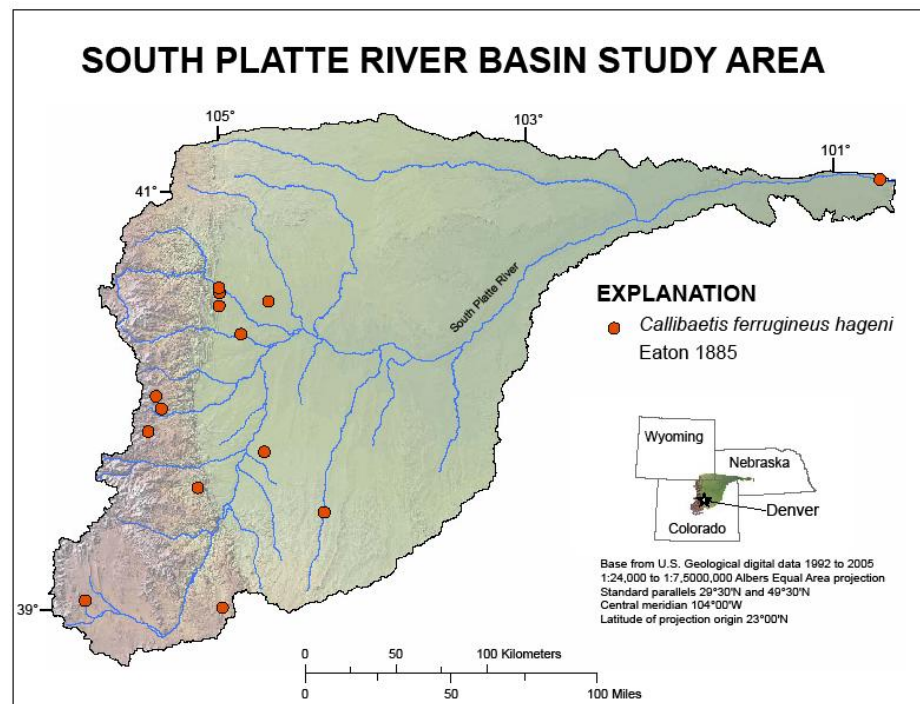 SOUTH PLATTE RIVER BASIN STUDY AREA
105°
103°
101°
41°
South Platte River
EXPLANATION
Callibaetis ferrugineus hageni
Eaton 1885
Wyoming
Nebraska
Denver
Colorado
Base from U.S. Geological digital data 1992 to 2005
1:24,000 to 1:7,5000,000 Albers Equal Area projection
Standard parallels 29°30'N and 49°30'N
Central meridian 104°00'W
Latitude of projection origin 23°00'N
39°
0 50 100 Kilometers
0 50 100 Miles